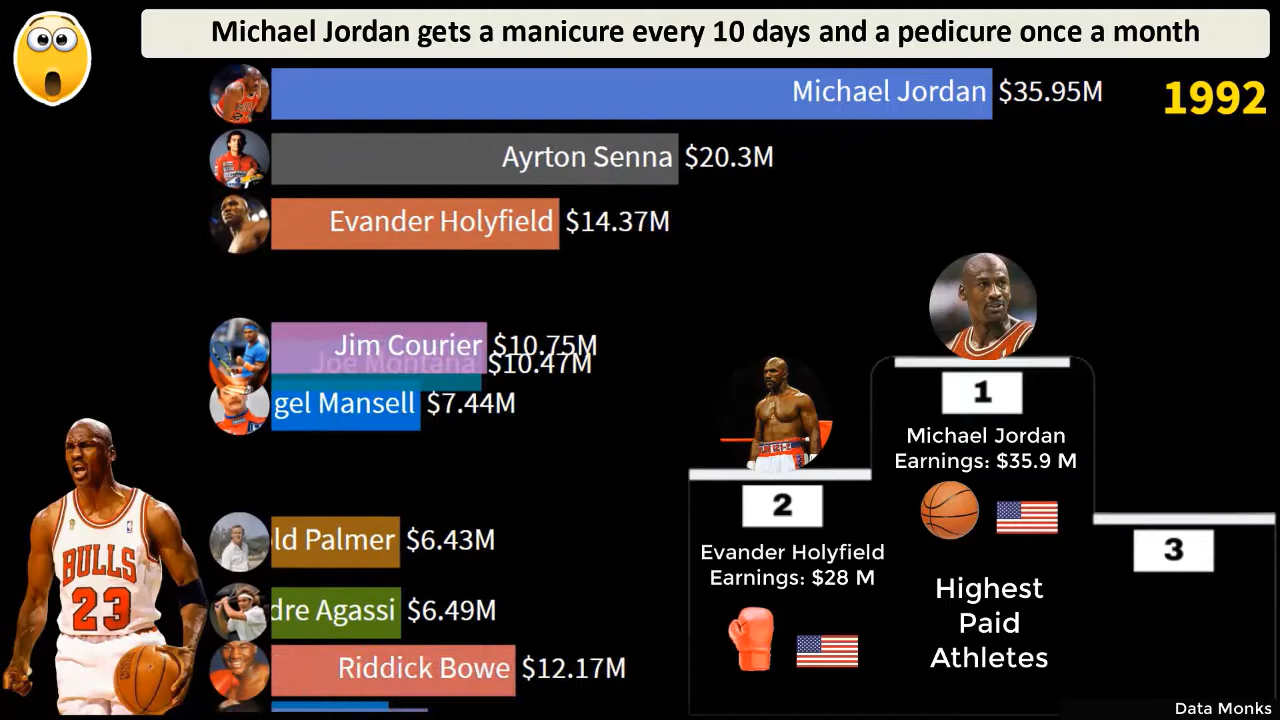 Michael Jordan gets a manicure every 10 days and a pedicure once a month
1992
Michael Jordan $35.95M
Ayrton Senna $20.3M
Evander Holyfield $14.37M
Jim Courier $10.75M
Joe Montana $10.47M
gel Mansell $7.44M
ld Palmer $6.43M
dre Agassi $6.49M
Riddick Bowe $12.17M
BULLS
23
1
Michael Jordan
Earnings: $35.9 M
2
Evander Holyfield
Earnings: $28 M
3
Highest
Paid
Athletes
Data Monks